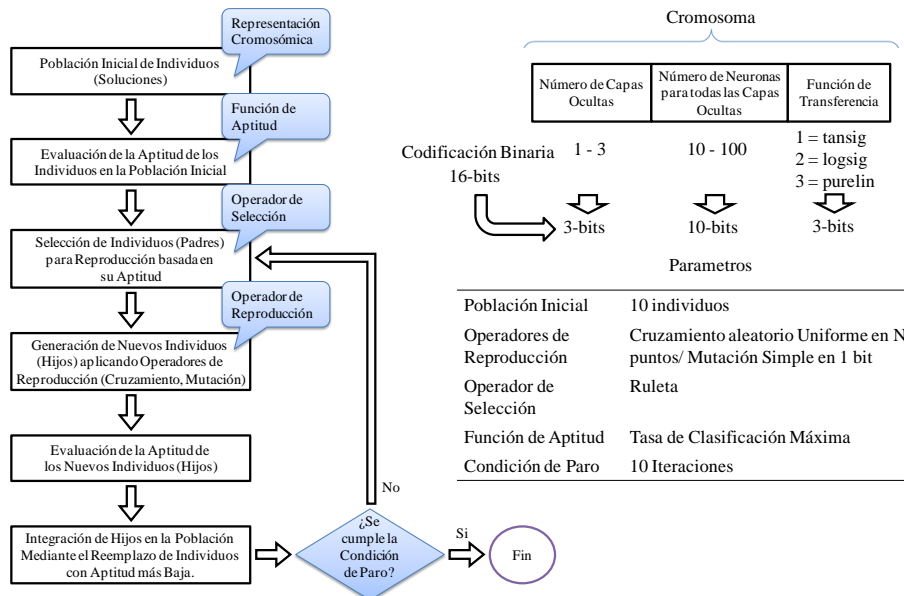 Representación
Cromosómica
Población Inicial de Individuos
(Soluciones)
Función de
Aptitud
Evaluación de la Aptitud de los
Individuos en la Población Inicial
Operador de
Selección
Selección de Individuos (Padres)
para Reproducción basada en
su Aptitud
Operador de
Reproducción
Generación de Nuevos Individuos
(Hijos) aplicando Operadores de
Reproducción (Cruzamiento, Mutación)
Evaluación de la Aptitud de
los Nuevos Individuos (Hijos)
Integración de Hijos en la Población
Mediante el Reemplazo de Individuos
con Aptitud más Baja.
¿Se
cumple la
Condición
de Paro?
No
Si
Fin
Cromosoma
Número de Capas
Ocultas
Número de Neuronas
para todas las Capas
Ocultas
Función de
Transferencia
Codificación Binaria
16-bits
1 - 3
10 - 100
1 = tansig
2 = logsig
3 = purelin
3-bits
10-bits
3-bits
Parametros
Población Inicial 10 individuos
Operadores de
Reproducción
Cruzamiento aleatorio Uniforme en N
puntos/ Mutación Simple en 1 bit
Operador de
Selección
Ruleta
Función de Aptitud Tasa de Clasificación Máxima
Condición de Paro 10 Iteraciones